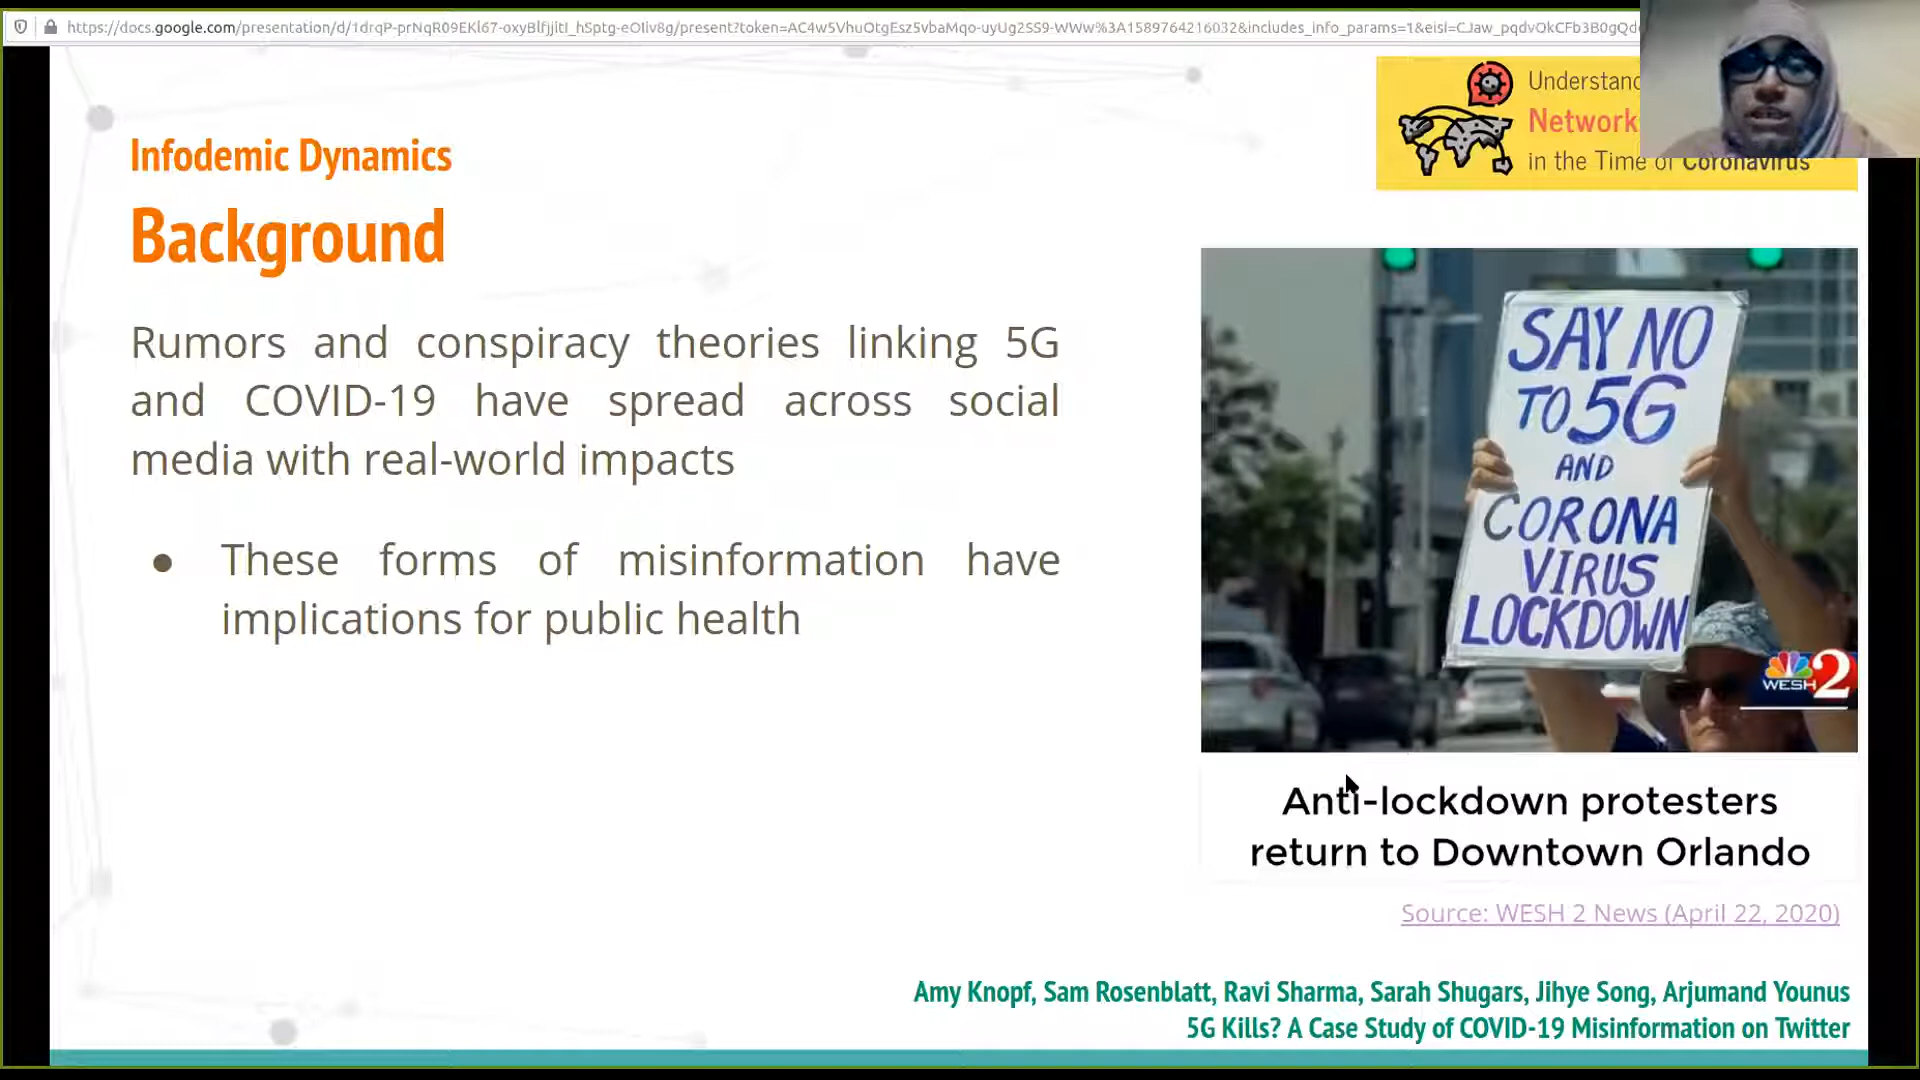 https://docs.google.com/presentation/d/1drqP-prNqR09EKl67-oxyBlfjjitI_hSptg-eOIiv8g/present?token=AC4w5VhuOtgEsz5vbaMqo-uyUg2SS9-WWw%3A1589764216032&includes_info_params=1&eisi=CJaw_pqdvOkCFb3B0gQd
Network
in the Time of Coronavirus
Infodemic Dynamics
Background
Rumors and conspiracy theories linking 5G
and COVID-19 have spread across social
media with real-world impacts
● These forms of misinformation have
implications for public health
SAY NO
TO 5G
AND
CORONA
VIRUS
LOCKDOWN
WESH 2
Anti-lockdown protesters
return to Downtown Orlando
Source: WESH 2 News (April 22, 2020)
Amy Knopf, Sam Rosenblatt, Ravi Sharma, Sarah Shugars, Jihye Song, Arjumand Younus
5G Kills? A Case Study of COVID-19 Misinformation on Twitter